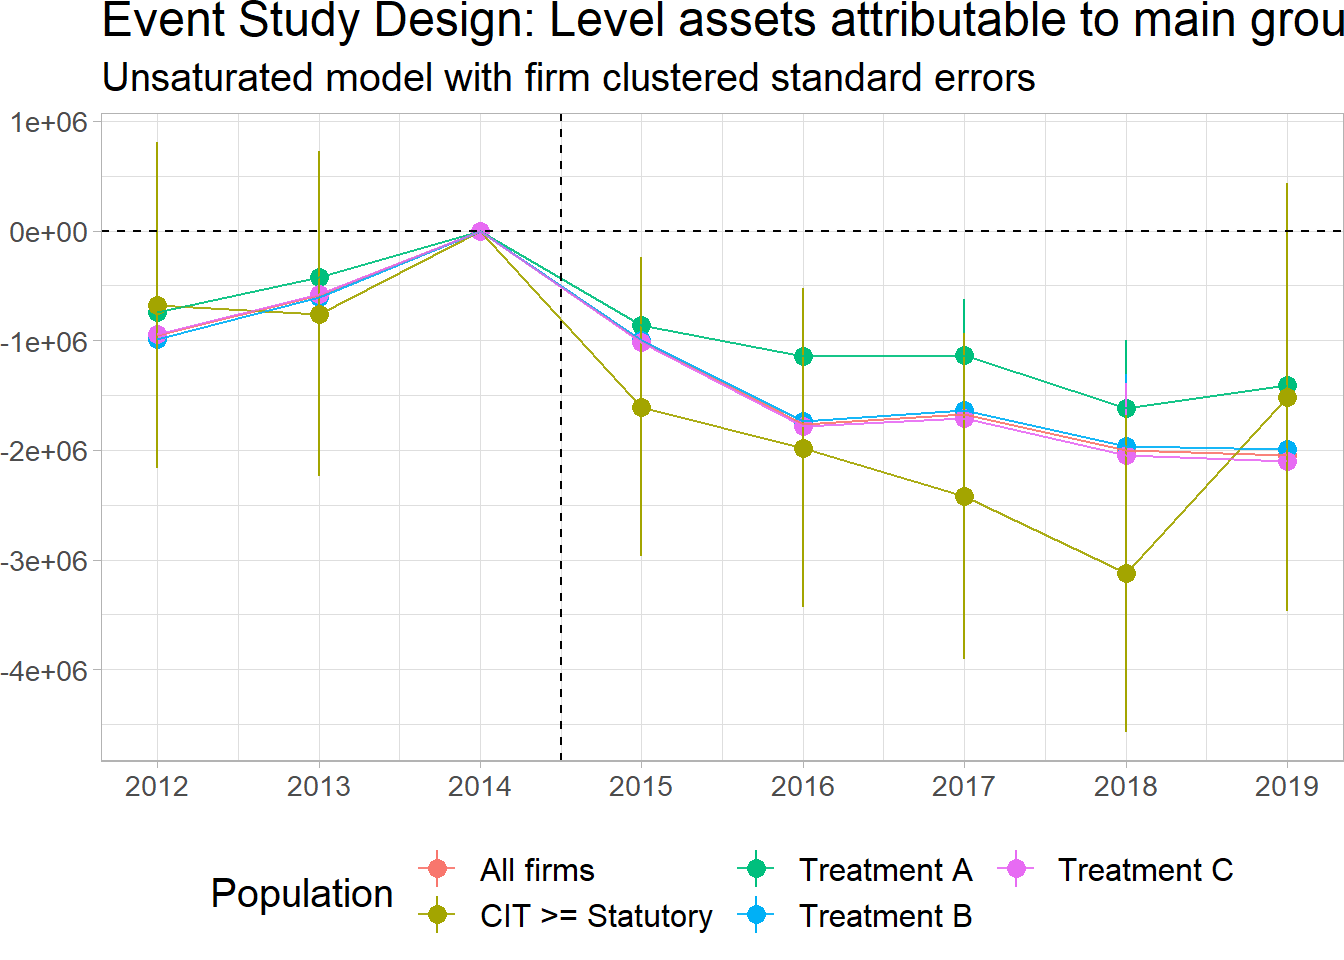 Event Study Design: Level assets attributable to main grou
Unsaturated model with firm clustered standard errors
1e+06
0e+00
-1e+06
-2e+06
-3e+06
-4e+06
2012 2013 2014 2015 2016 2017 2018 2019
Population
All firms Treatment A Treatment C
CIT >= Statutory Treatment B